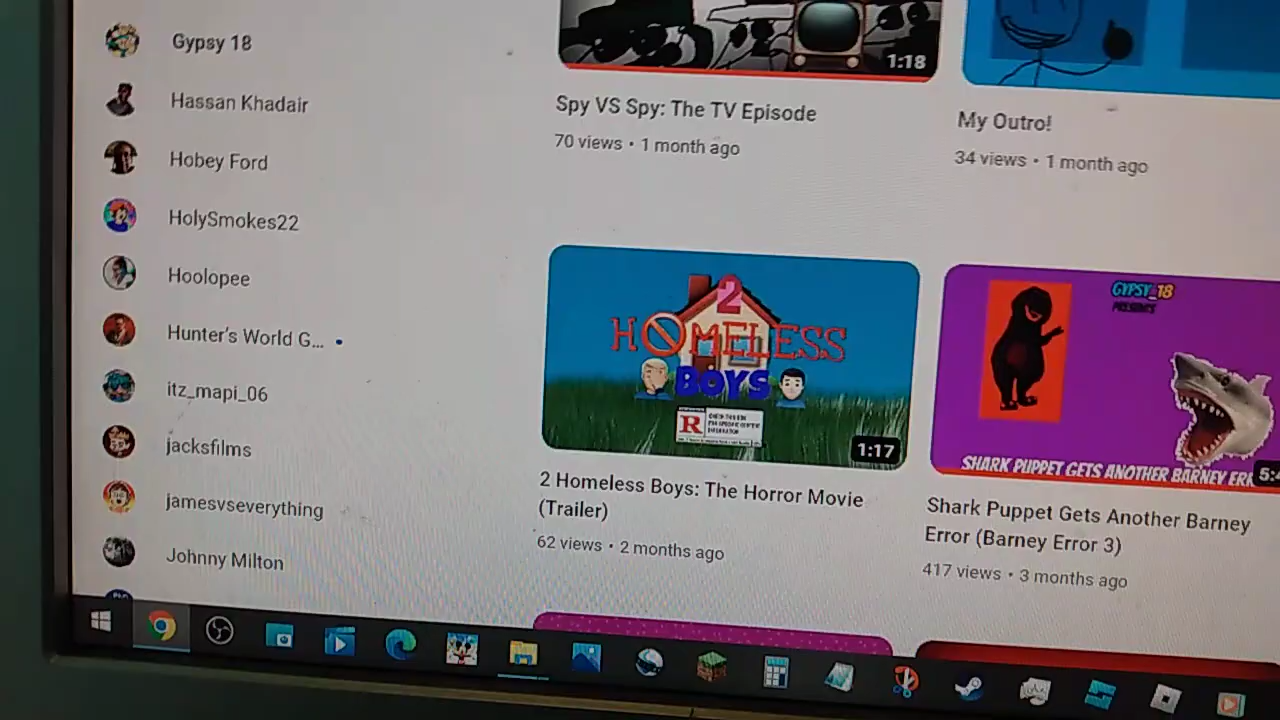 Gypsy 18
Hassan Khadair
Hobey Ford
HolySmokes22
Hoolopee
Hunter's World G...
itz_mapi_06
jacksfilms
jamesvseverything
Johnny Milton
1:18
Spy VS Spy: The TV Episode
70 views • 1 month ago
My Outro!
34 views • 1 month ago
2
HOMELESS
BOYS
R
1:17
2 Homeless Boys: The Horror Movie
(Trailer)
62 views • 2 months ago
GYPSY_18
PRESENTS
SHARK PUPPET GETS ANOTHER BARNEY ERR
5:4
Shark Puppet Gets Another Barney
Error (Barney Error 3)
417 views • 3 months ago